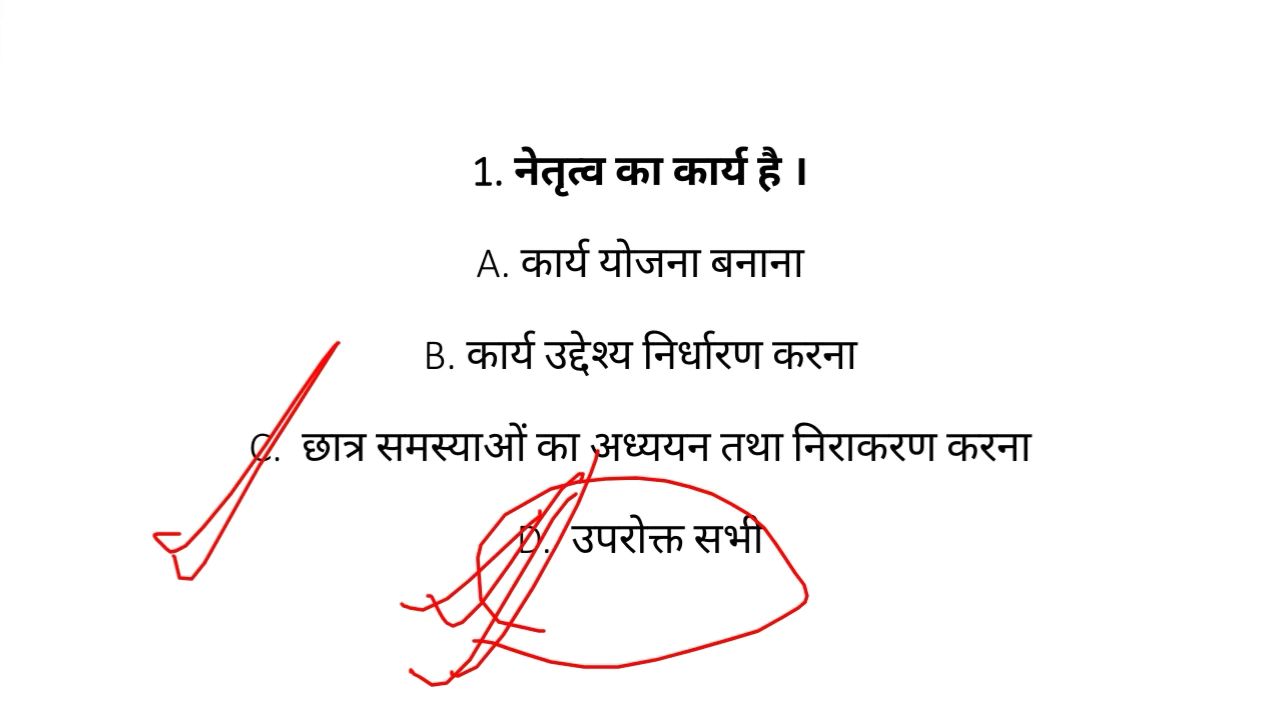 1. नेतृत्व का कार्य है ।
A. कार्य योजना बनाना
B. कार्य उद्देश्य निर्धारण करना
C. छात्र समस्याओं का अध्ययन तथा निराकरण करना
D. उपरोक्त सभी